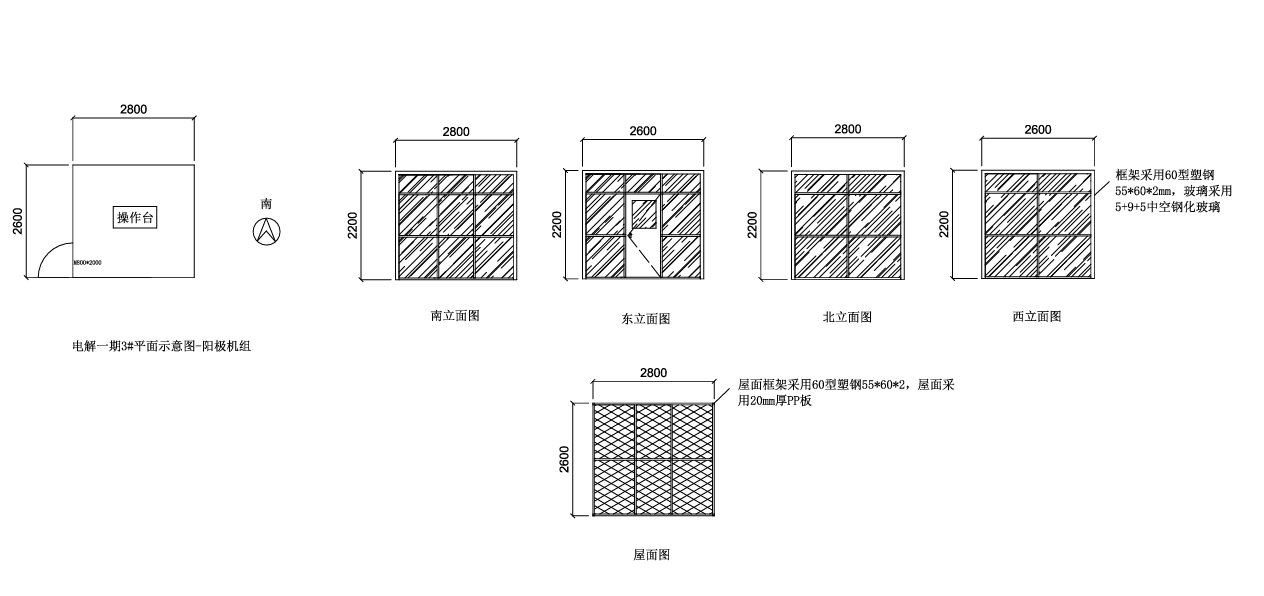 2800
2600
操作台
M800*2000
南
电解一期3#平面示意图-阳极机组
2800
2200
南立面图
2600
2200
东立面图
2800
2200
北立面图
2600
2200
西立面图
框架采用60型塑钢
55*60*2mm，玻璃采用
5+9+5中空钢化玻璃
2800
2600
屋面框架采用60型塑钢55*60*2，屋面采
用20mm厚PP板
屋面图